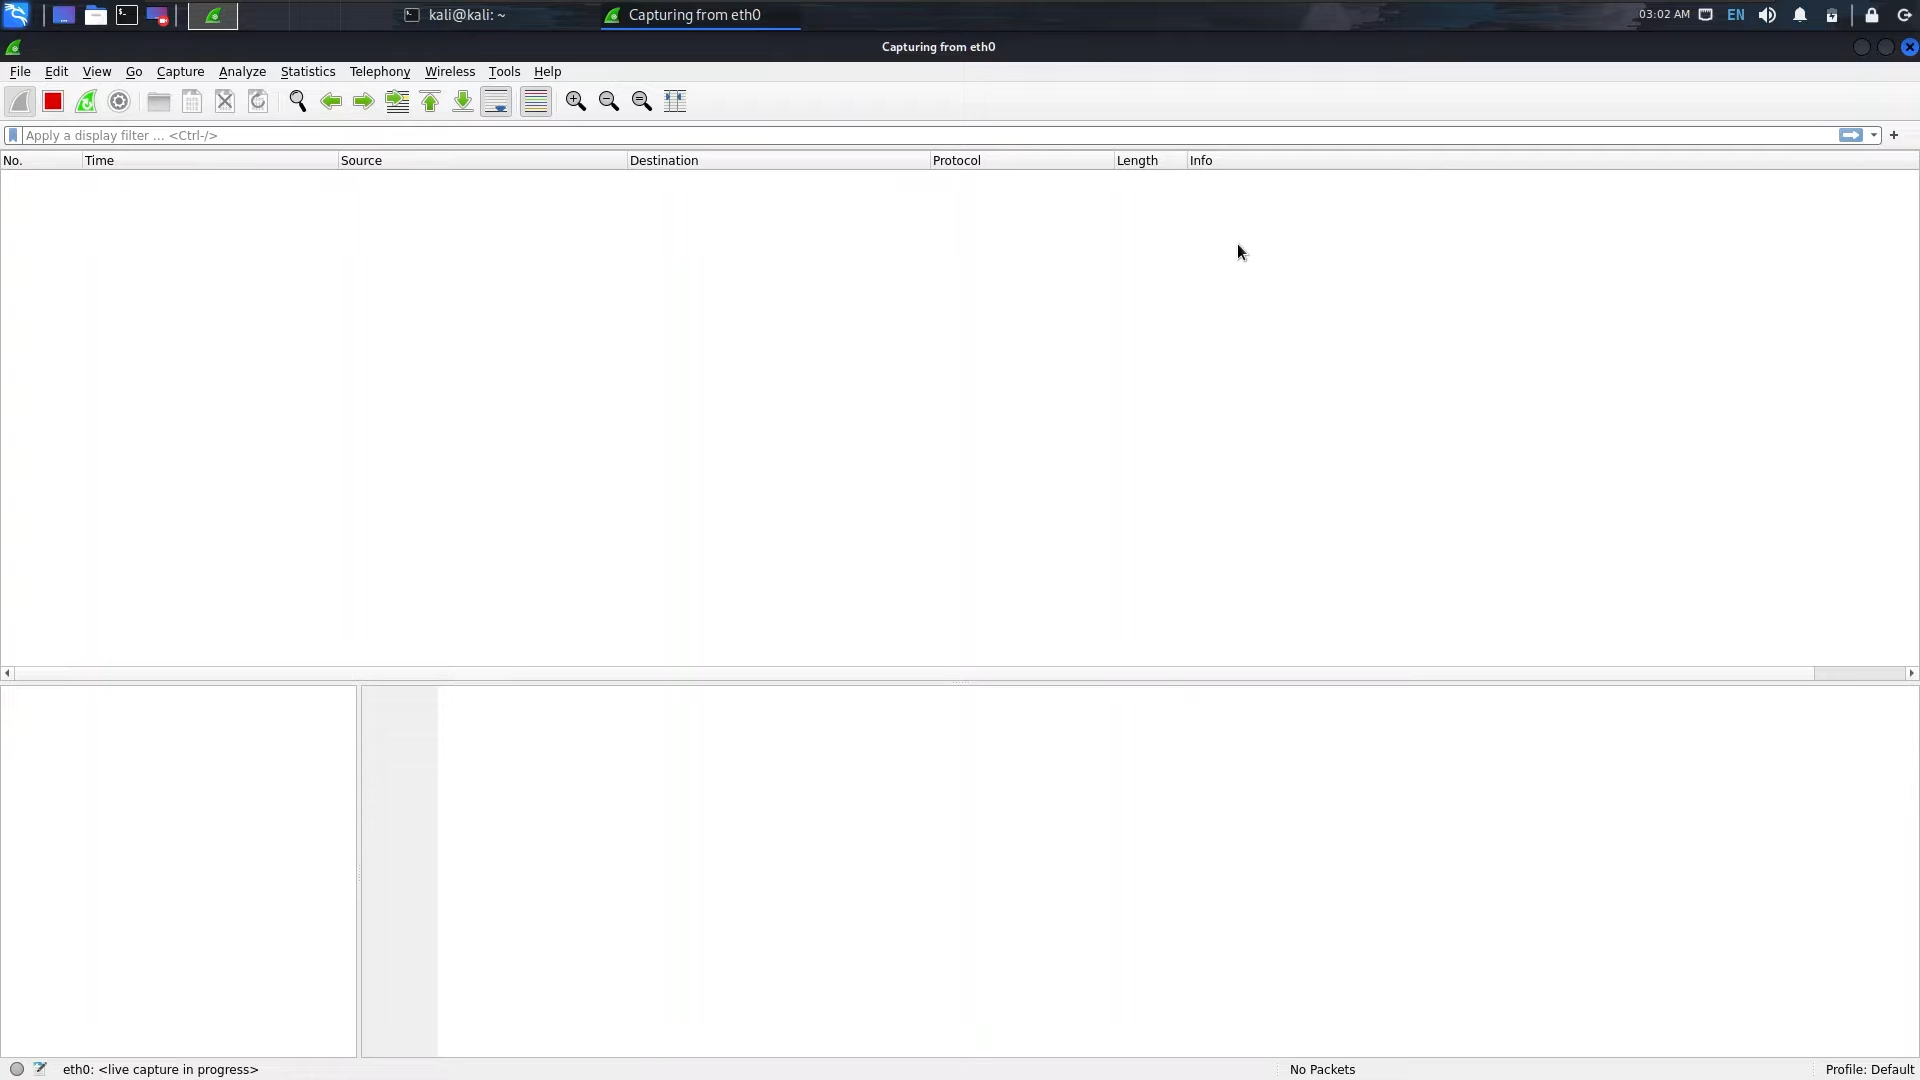 kali@kali: ~
Capturing from eth0
03:02 AM
EN
Capturing from eth0
File Edit View Go Capture Analyze Statistics Telephony Wireless Tools Help
Apply a display filter ... <Ctrl-/>
+
No. Time Source Destination Protocol Length Info
eth0: <live capture in progress>
No Packets
Profile: Default